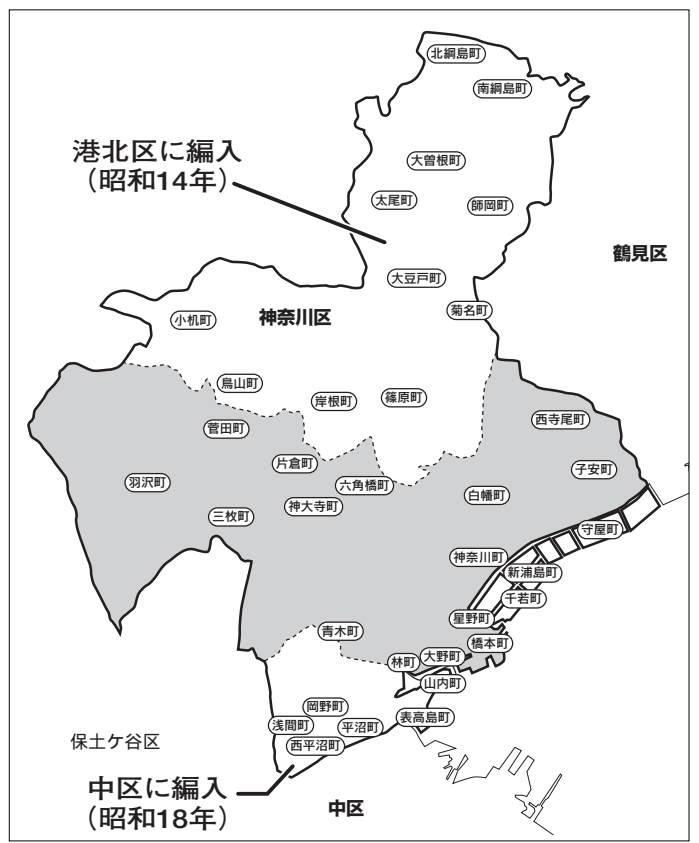 北綱島町
南綱島町
港北区に編入
（昭和14年）
大曽根町
太尾町
師岡町
鶴見区
大豆戸町
菊名町
小机町
神奈川区
鳥山町
岸根町
篠原町
菅田町
西寺尾町
片倉町
子安町
羽沢町
六角橋町
白幡町
神大寺町
三枚町
守屋町
神奈川町
新浦島町
千若町
星野町
青木町
橋本町
大野町
林町
山内町
岡野町
表高島町
浅間町
平沼町
保土ケ谷区
西平沼町
中区に編入
（昭和18年）
中区